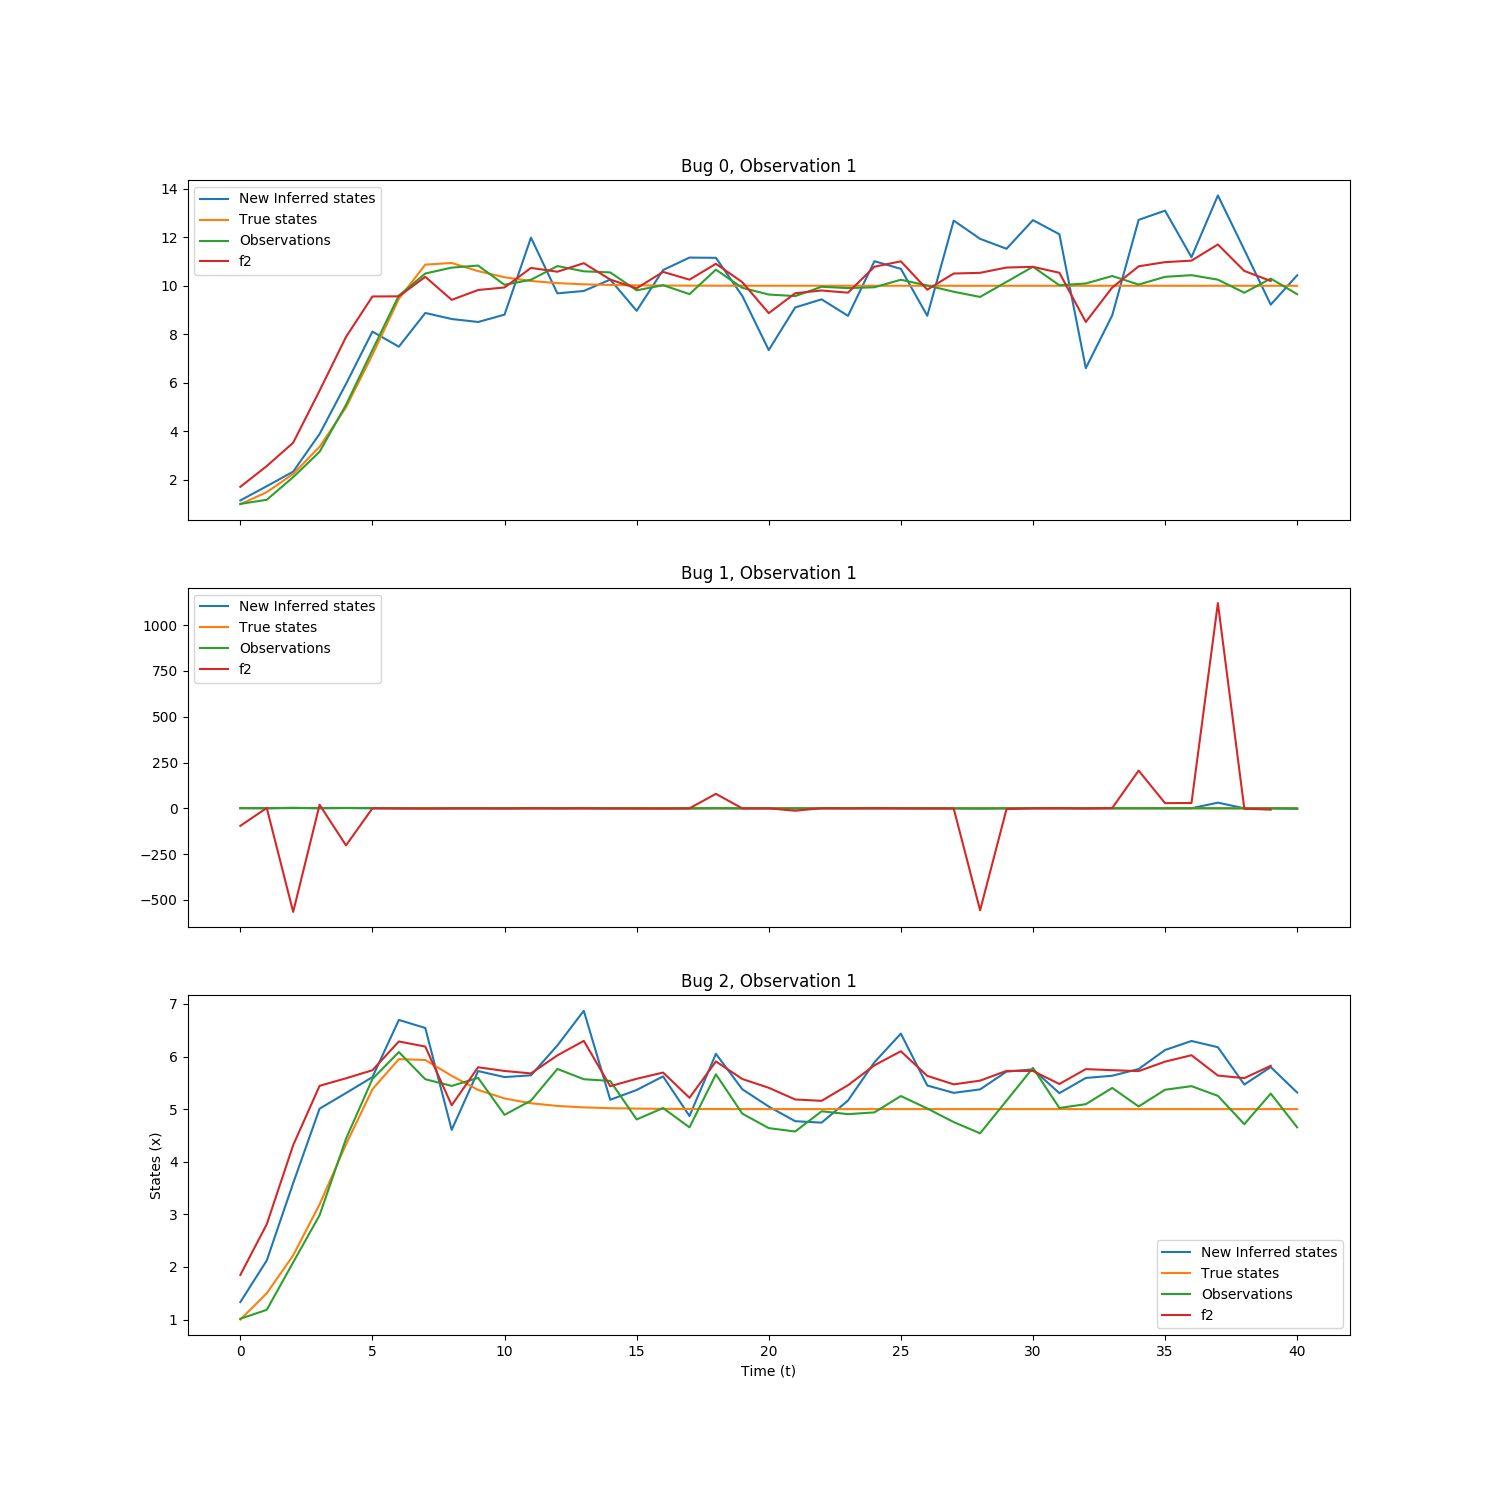 Bug 0, Observation 1
14
12
10
8
6
4
2
New Inferred states
True states
Observations
f2
Bug 1, Observation 1
1000
750
500
250
0
−250
−500
New Inferred states
True states
Observations
f2
Bug 2, Observation 1
7
6
5
4
3
2
1
States (x)
New Inferred states
True states
Observations
f2
0 5 10 15 20 25 30 35 40
Time (t)